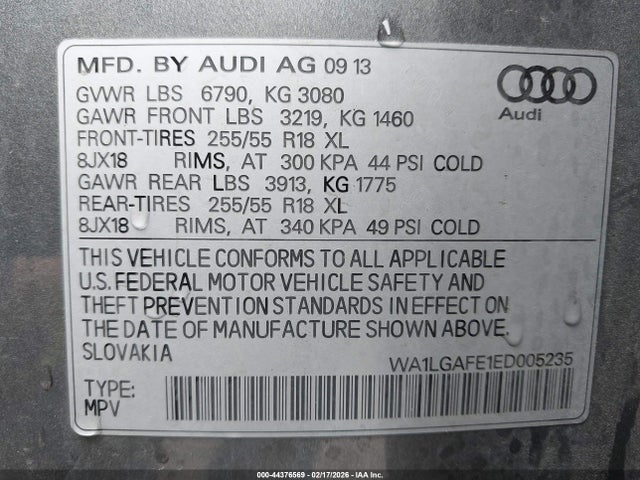 MFD. BY AUDI AG 09 13
GVWR LBS 6790, KG 3080
GAWR FRONT LBS 3219, KG 1460
FRONT-TIRES 255/55 R18 XL
8JX18 RIMS, AT 300 KPA 44 PSI COLD
GAWR REAR LBS 3913, KG 1775
REAR-TIRES 255/55 R18 XL
8JX18 RIMS, AT 340 KPA 49 PSI COLD
Audi
THIS VEHICLE CONFORMS TO ALL APPLICABLE
U.S. FEDERAL MOTOR VEHICLE SAFETY AND
THEFT PREVENTION STANDARDS IN EFFECT ON
THE DATE OF MANUFACTURE SHOWN ABOVE.
SLOVAKIA WA1LGAFE1ED005235
TYPE:
MPV
000-44376569 - 02/17/2026 - IAA Inc.